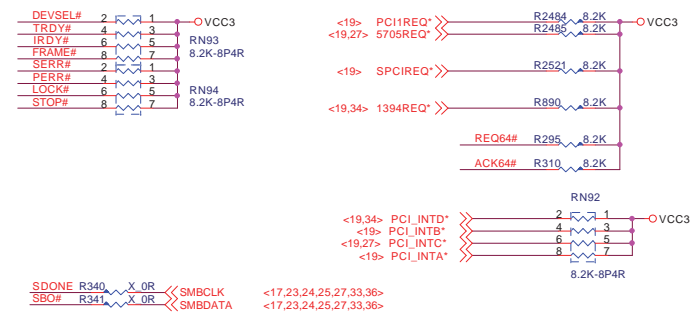 DEVSEL# 2 1 VCC3
TRDY# 4 3
IRDY# 6 5 RN93
FRAME# 8 7 8.2K-8P4R
SERR# 2 1
PERR# 4 3
LOCK# 6 5 RN94
STOP# 8 7 8.2K-8P4R
<19> PCI1REQ* R2484 8.2K VCC3
<19,27> 5705REQ* R2485 8.2K
<19> SPCIREQ* R2521 8.2K
<19,34> 1394REQ* R890 8.2K
REQ64# R295 8.2K
ACK64# R310 8.2K
RN92
<19,34> PCI_INTD* 2 1 VCC3
<19> PCI_INTB* 4 3
<19,27> PCI_INTC* 6 5
<19> PCI_INTA* 8 7
8.2K-8P4R
SDONE R340 X_0R SMBCLK <17,23,24,25,27,33,36>
SBO# R341 X_0R SMBDATA <17,23,24,25,27,33,36>